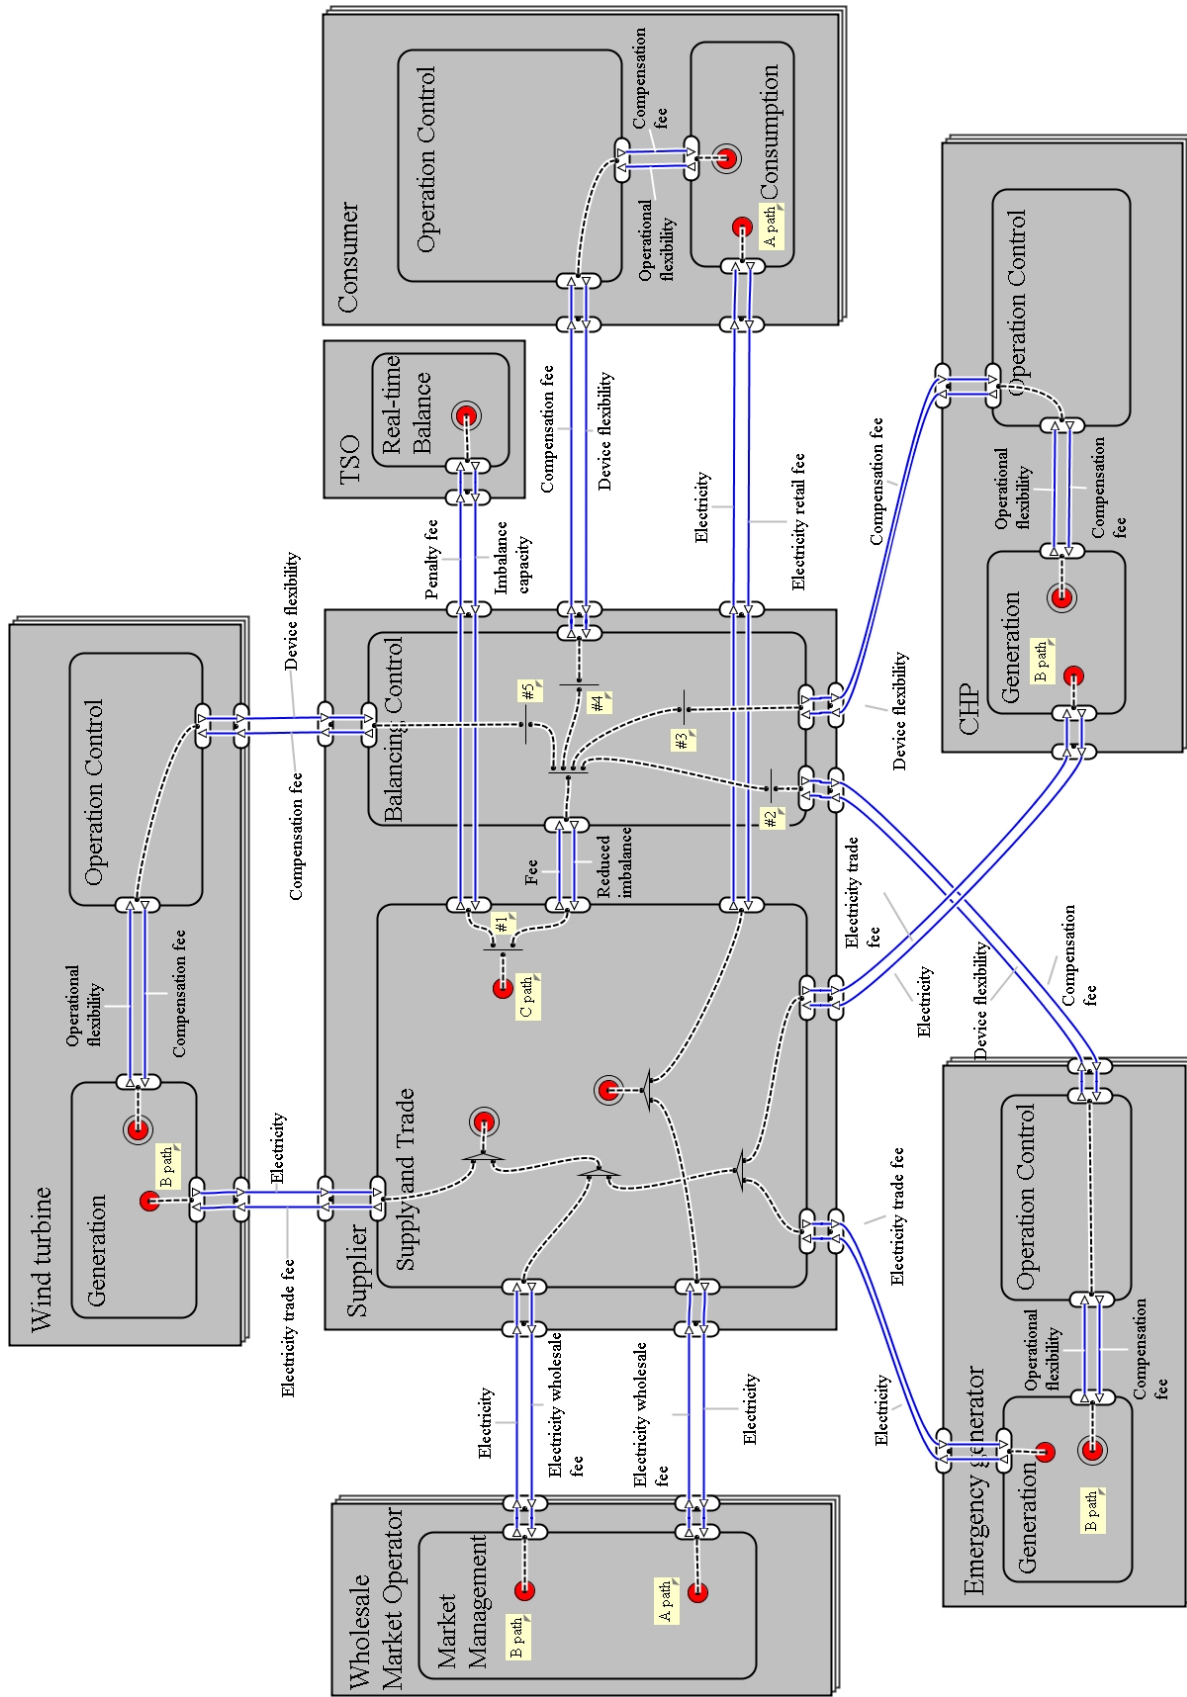 Wind turbine
Generation
B path
Operational
flexibility
Compensation fee
Operation Control
Electricity trade fee
Electricity
Compensation fee
Device flexibility
Wholesale
Market Operator
Market
Management
B path
A path
Electricity
Electricity wholesale
fee
Electricity wholesale
fee
Electricity
Supplier
Supply and Trade
C path
#1
Fee
Reduced
imbalance
Balancing Control
#5
#4
#3
#2
Penalty fee
Imbalance
capacity
TSO
Real-time
Balance
Compensation fee
Device flexibility
Electricity
Electricity retail fee
Consumer
Operation Control
Operational
flexibility
Compensation
fee
A path
Consumption
Electricity
Electricity trade fee
Electricity trade
fee
Electricity
Device flexibility
Compensation
fee
Device flexibility
Compensation fee
Emergency generator
Generation
B path
Operational
flexibility
Compensation
fee
Operation Control
CHP
Generation
B path
Operational
flexibility
Compensation
fee
Operation Control